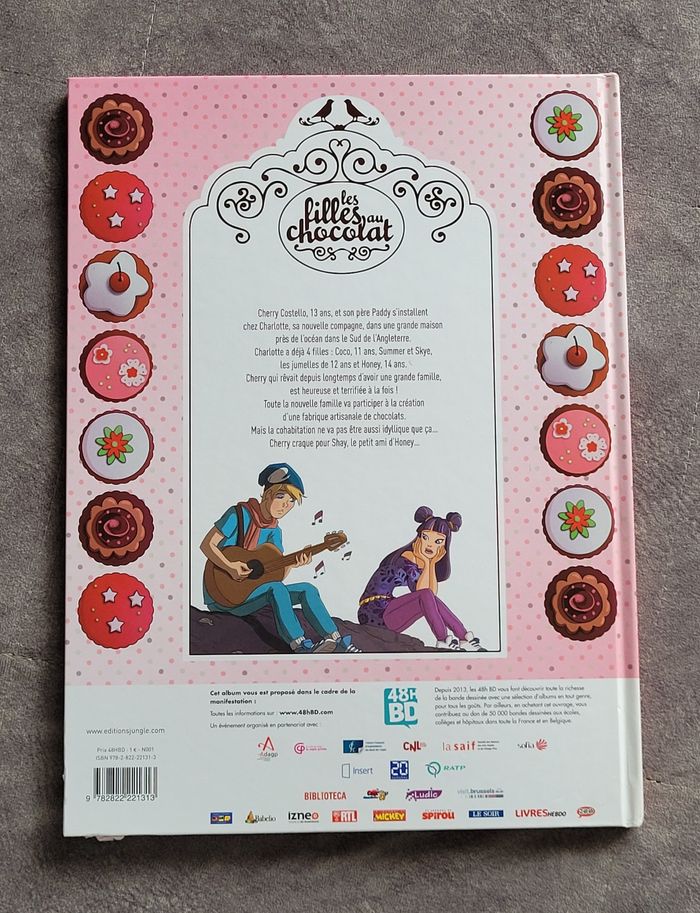 les
filles au
chocolat
Cherry Costello, 13 ans, et son père Paddy s'installent
chez Charlotte, sa nouvelle compagne, dans une grande maison
près de l'océan dans le Sud de l'Angleterre.
Charlotte a déjà 4 filles : Coco, 11 ans, Summer et Skye,
les jumelles de 12 ans et Honey, 14 ans.
Cherry qui rêvait depuis longtemps d'avoir une grande famille,
est heureuse et terrifiée à la fois !
Toute la nouvelle famille va participer à la création
d'une fabrique artisanale de chocolats.
Mais la cohabitation ne va pas être aussi idyllique que ça...
Cherry craque pour Shay, le petit ami d'Honey...
Cet album vous est proposé dans le cadre de la
manifestation :
Toutes les informations sur : www.48hBD.com
Un événement organisé en partenariat avec :
48H
BD
Depuis 2013, les 48h BD vous font découvrir toute la richesse
de la bande dessinée avec une sélection d'albums en tout genre,
pour tous les goûts. Par ailleurs, en achetant cet ouvrage, vous
contribuez au don de 50 000 bandes dessinées aux écoles,
collèges et hôpitaux dans toute la France et en Belgique.
www.editionsjungle.com
Prix 48HBD : 1 € - N001
ISBN 978-2-822-22131-3
9 782822 221313
Adagp
CNL
la saif
sofia
insert
20
RATP
BIBLIOTECA
Ludic
visit.brussels
Babelio
izneo
RTL
MICKEY
spirou
LE SOIR
LIVRES HEBDO